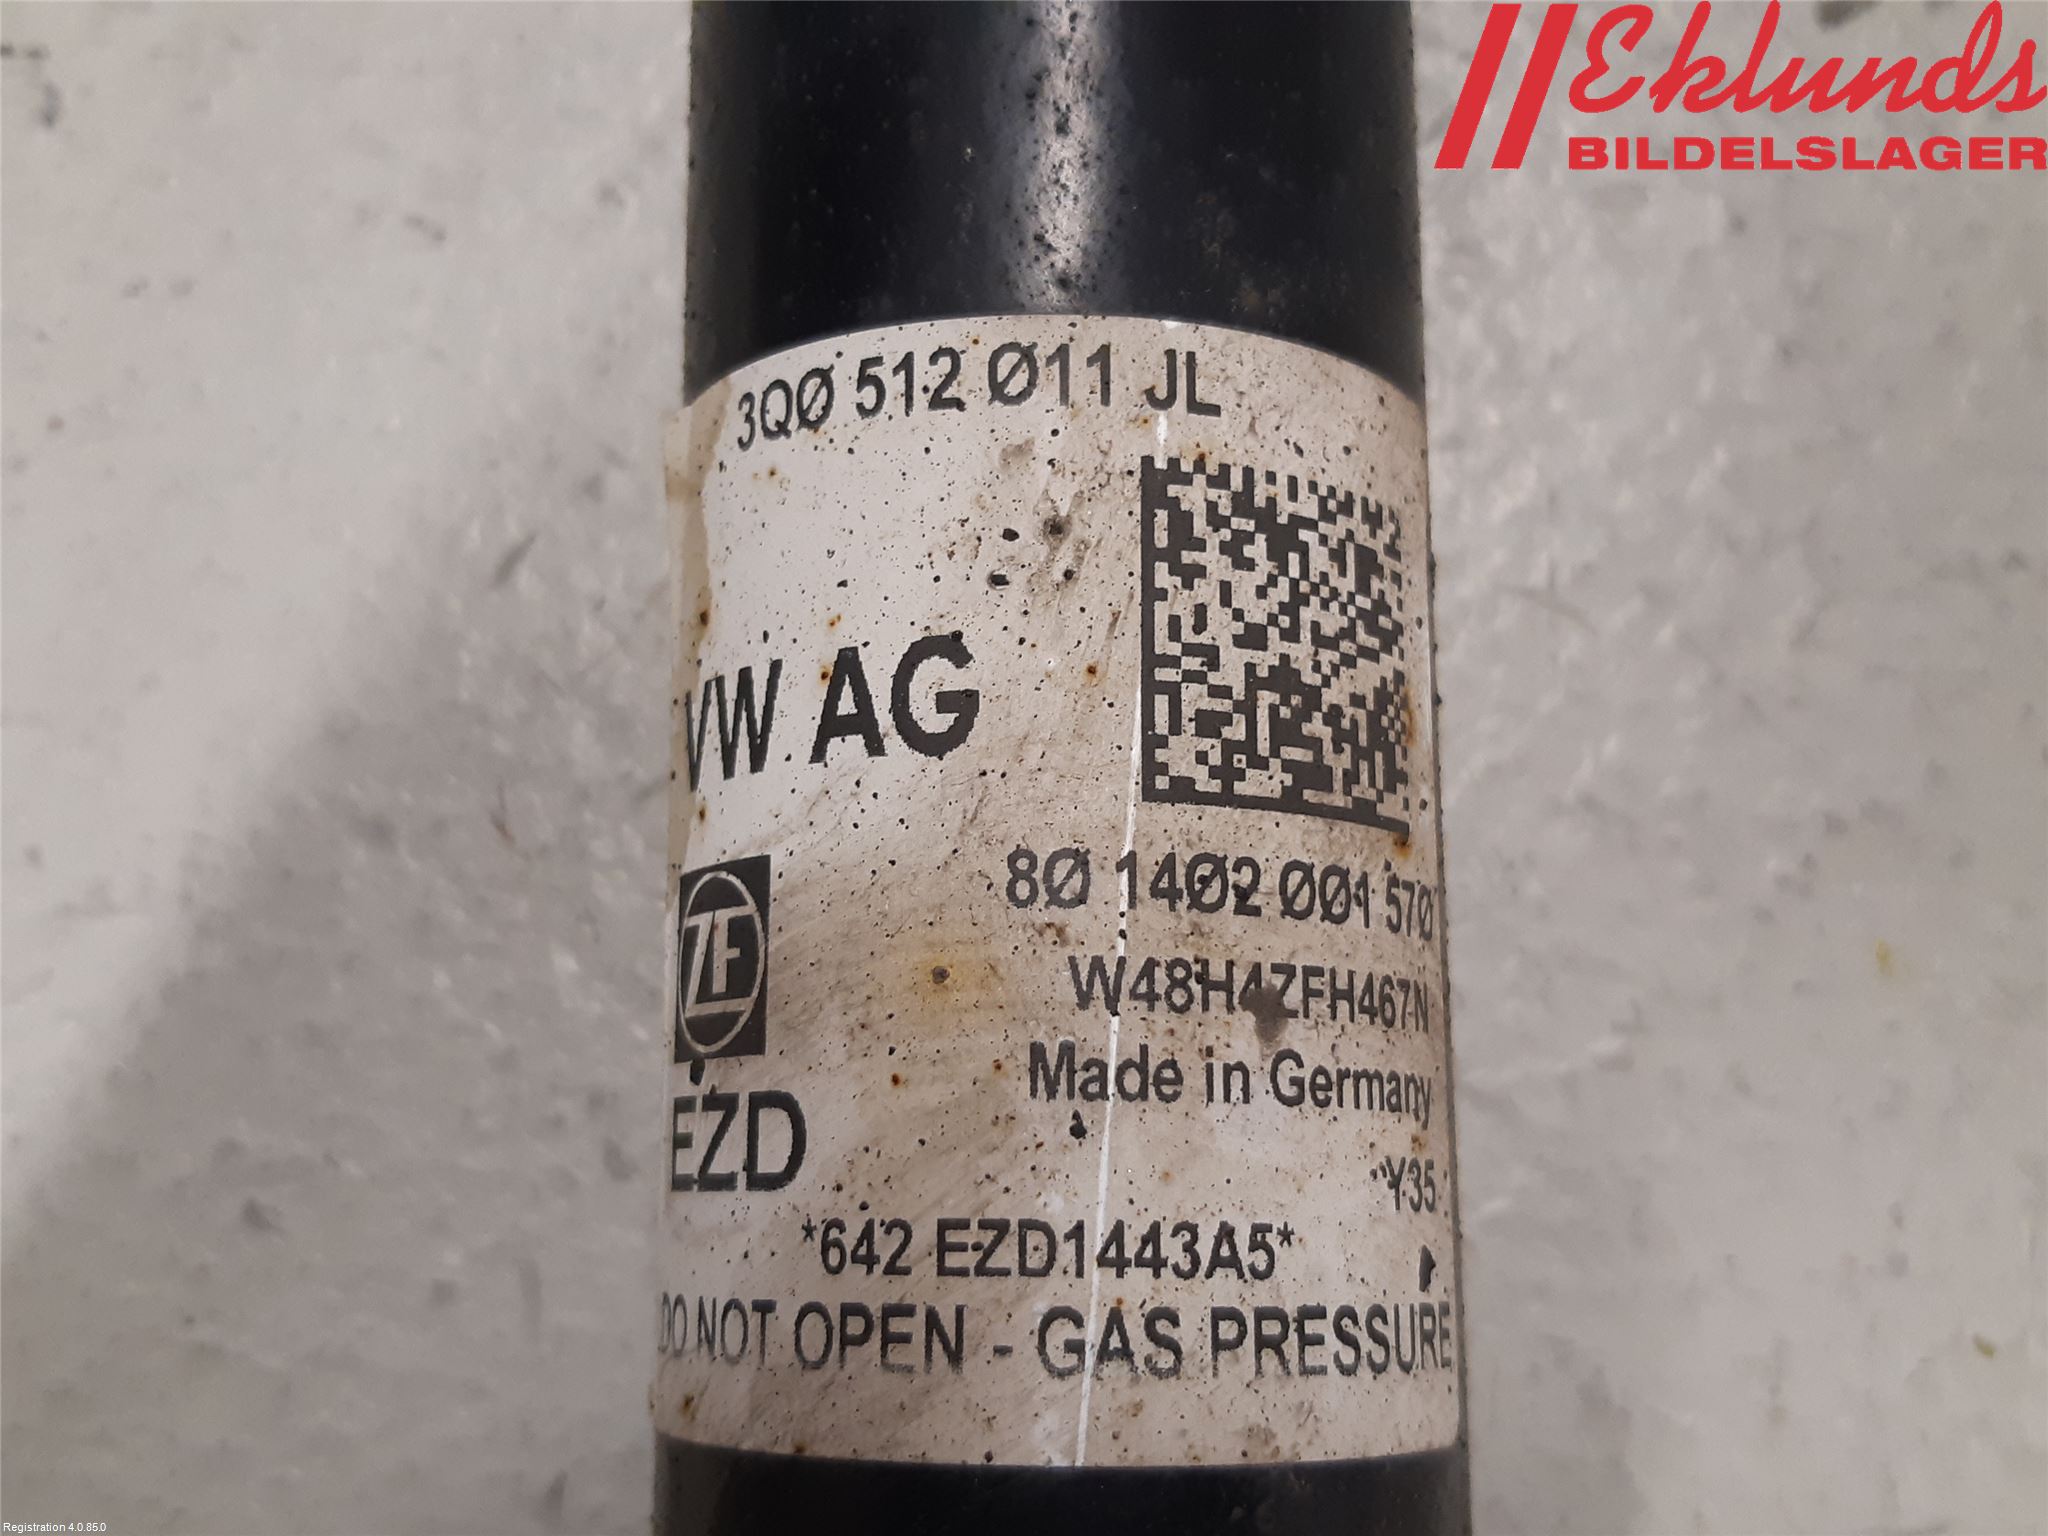 Eklunds
BILDELSLAGER
3QØ 512 Ø11 JL
VW AG
8Ø 14Ø2 ØØ1 57Ø
W48H4ZFH467N
ZF
Made in Germany
EZD
Y35
*642 EZD1443A5*
DO NOT OPEN - GAS PRESSURE
Registration 4.0.85.0